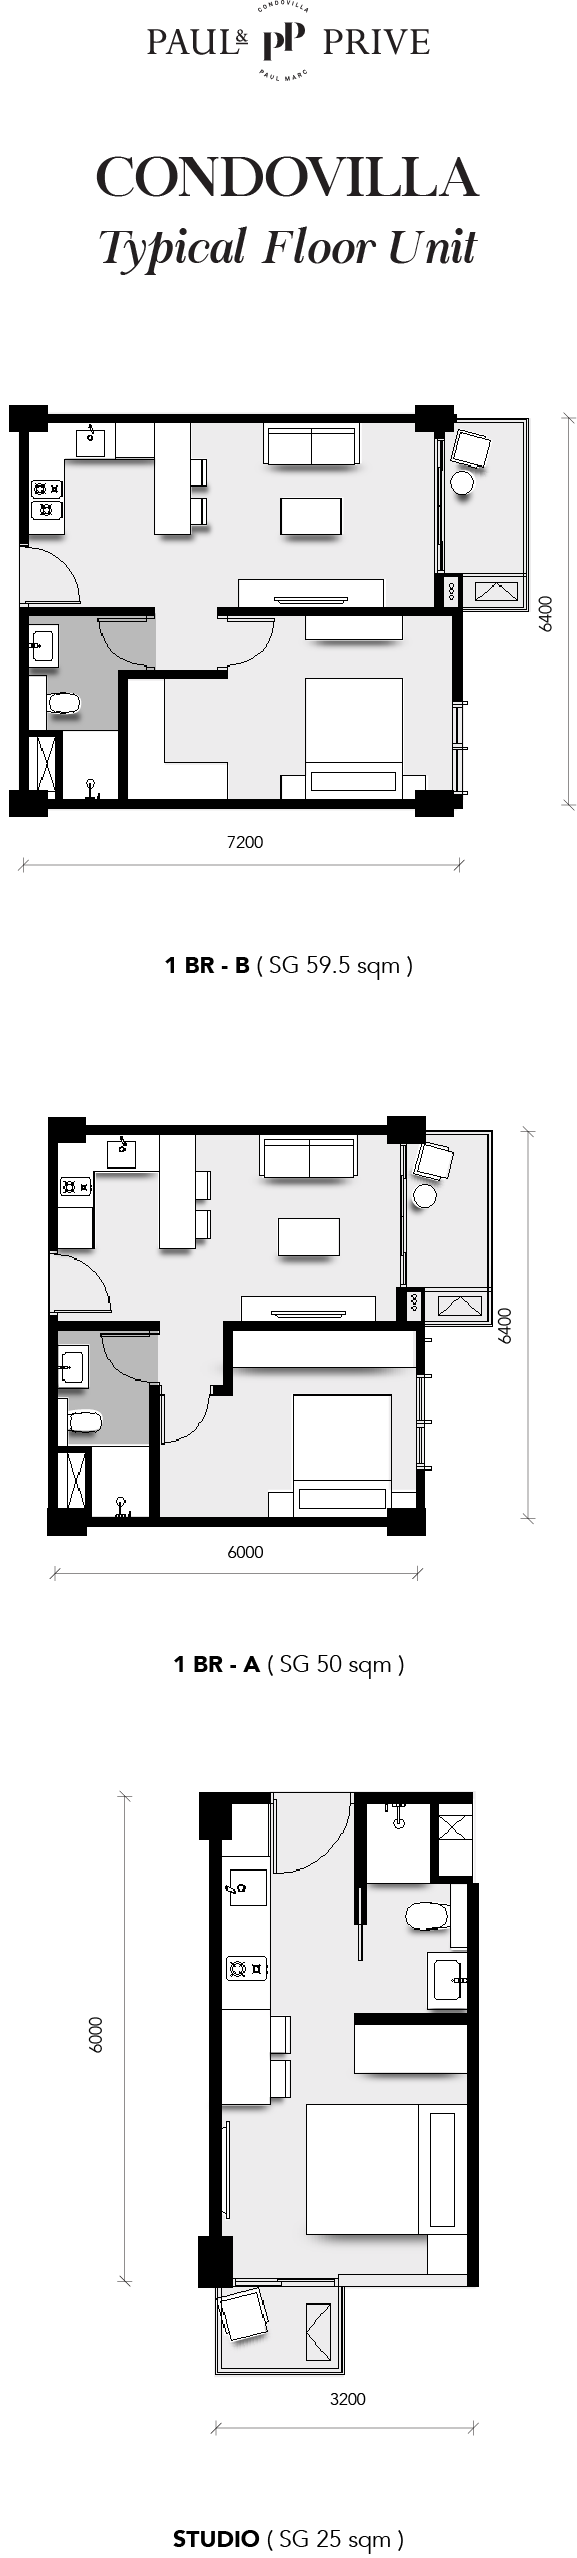 CONDOVILLA
PAUL & PP PRIVE
PAUL MARC
CONDOVILLA
Typical Floor Unit
6400
7200
1 BR - B ( SG 59.5 sqm )
6400
6000
1 BR - A ( SG 50 sqm )
6000
3200
STUDIO ( SG 25 sqm )